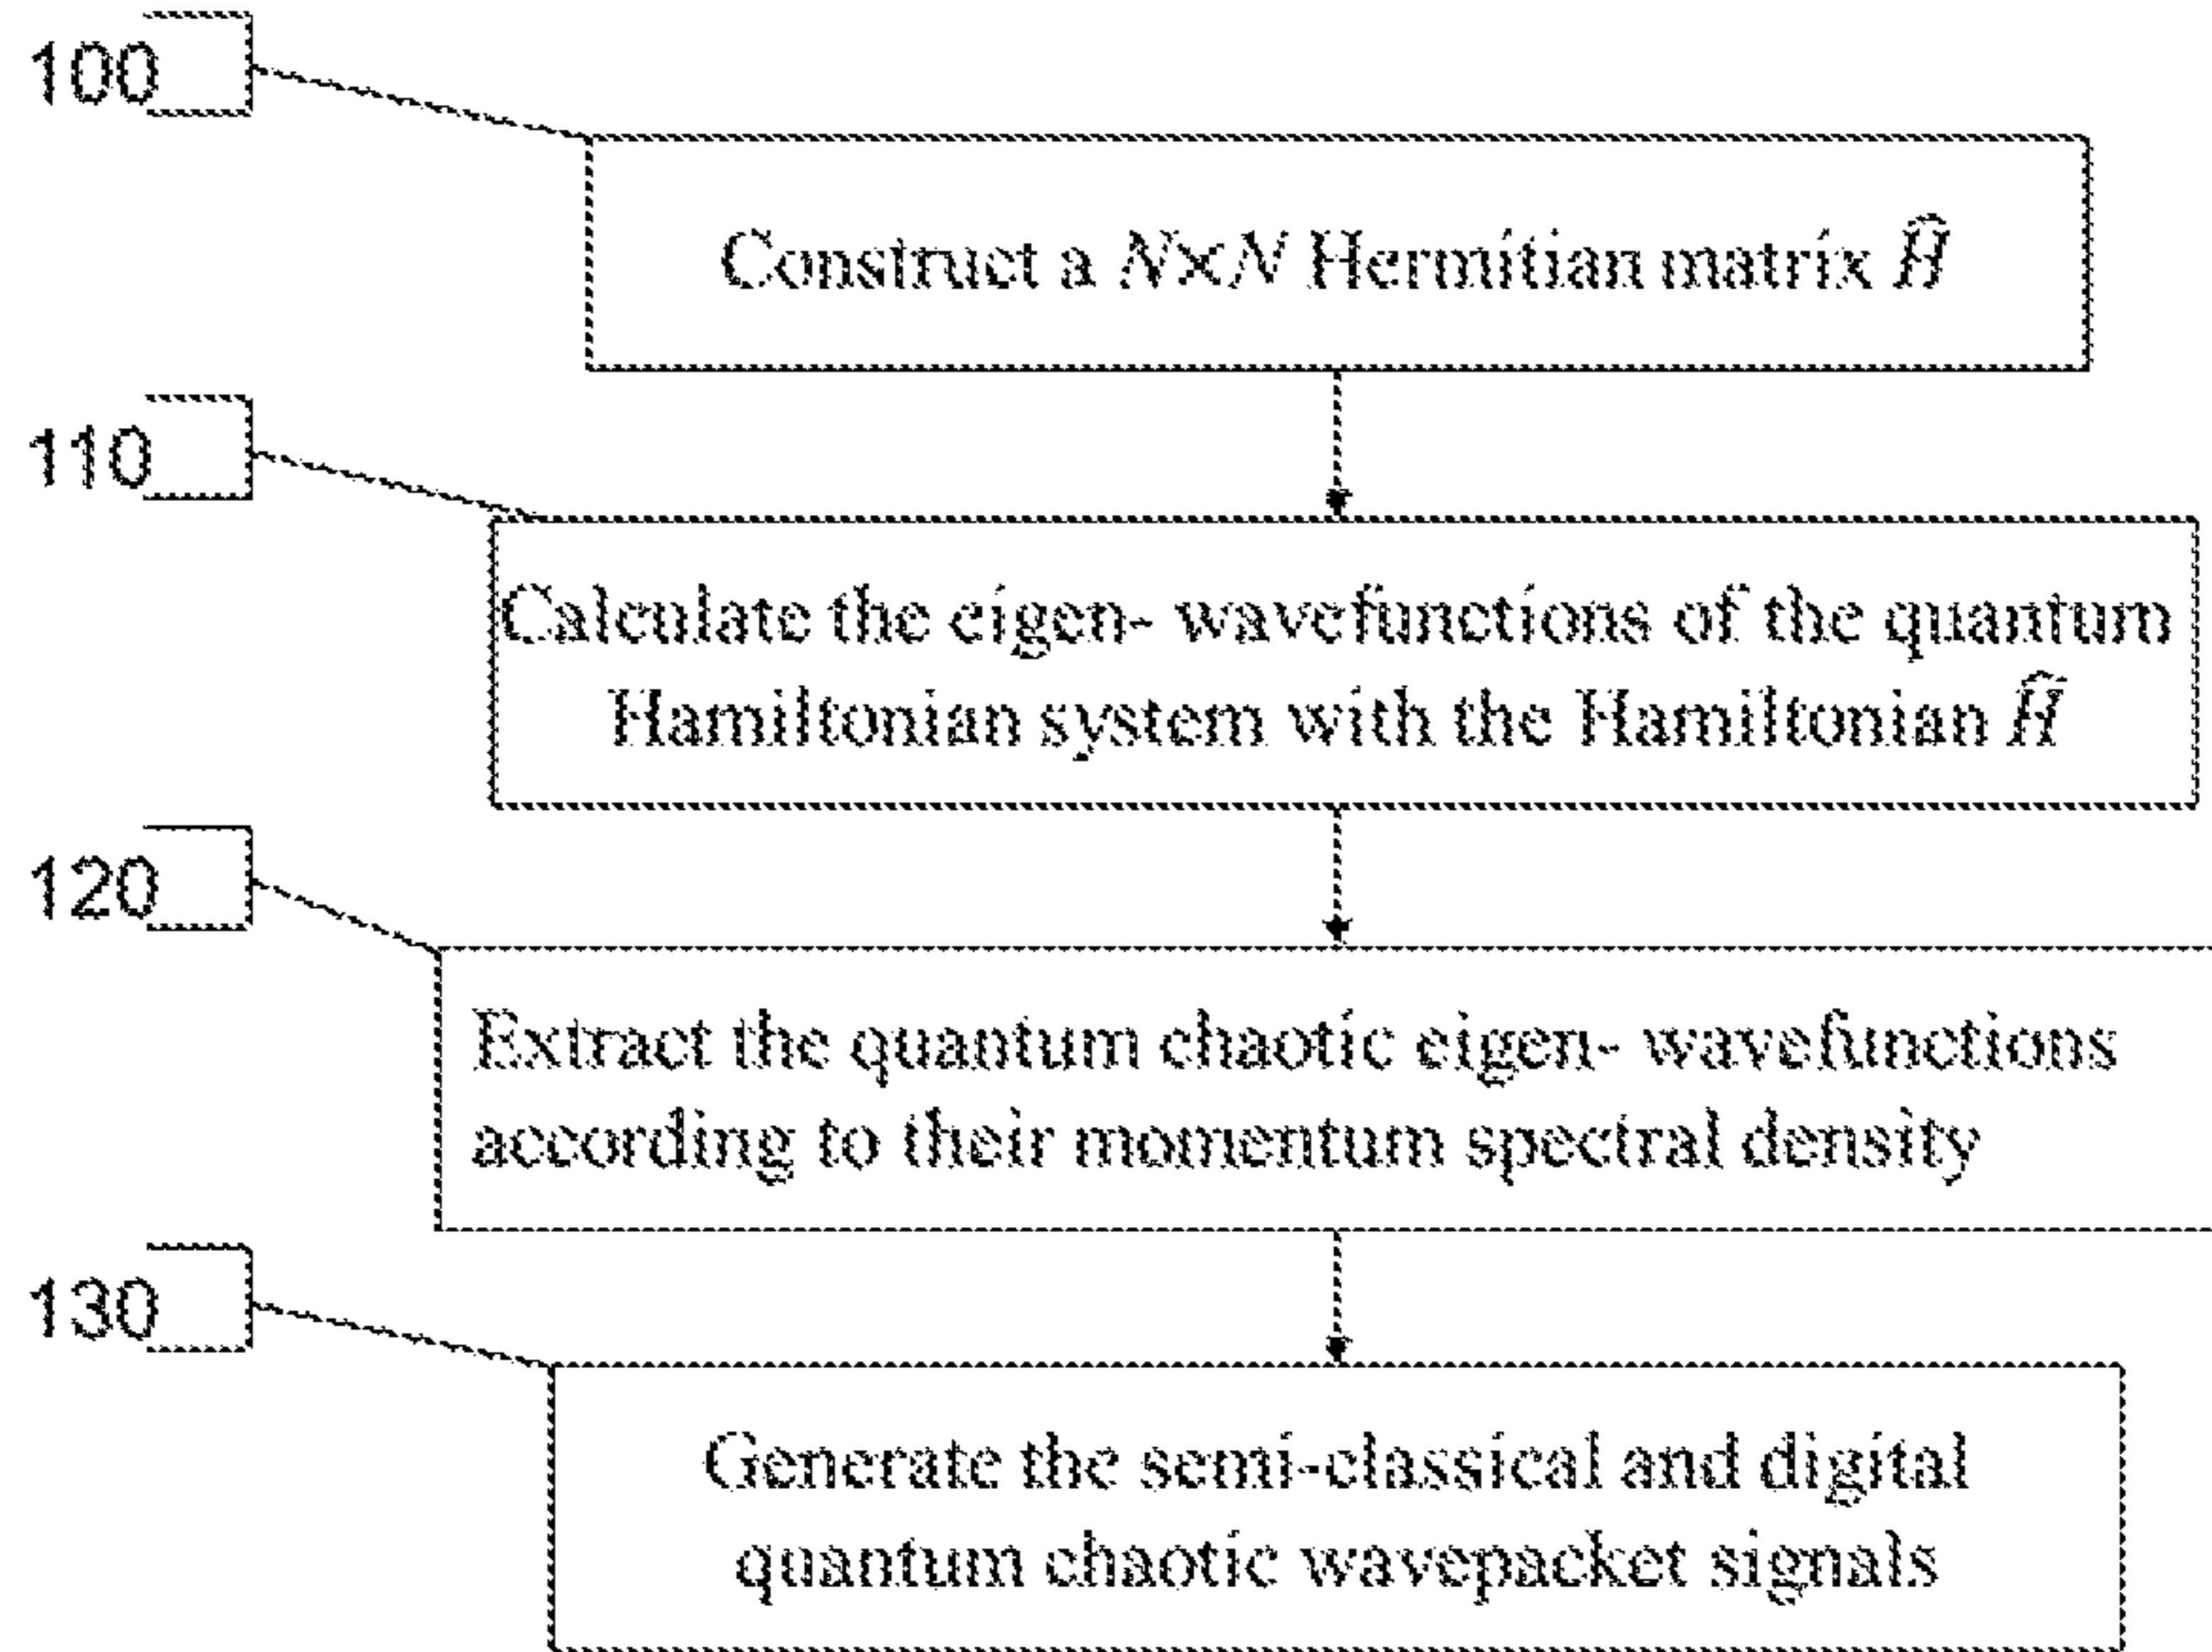 100
Construct a N×N Hermitian matrix Ĥ
110
Calculate the eigen- wavefunctions of the quantum
Hamiltonian system with the Hamiltonian Ĥ
120
Extract the quantum chaotic eigen- wavefunctions
according to their momentum spectral density
130
Generate the semi-classical and digital
quantum chaotic wavepacket signals